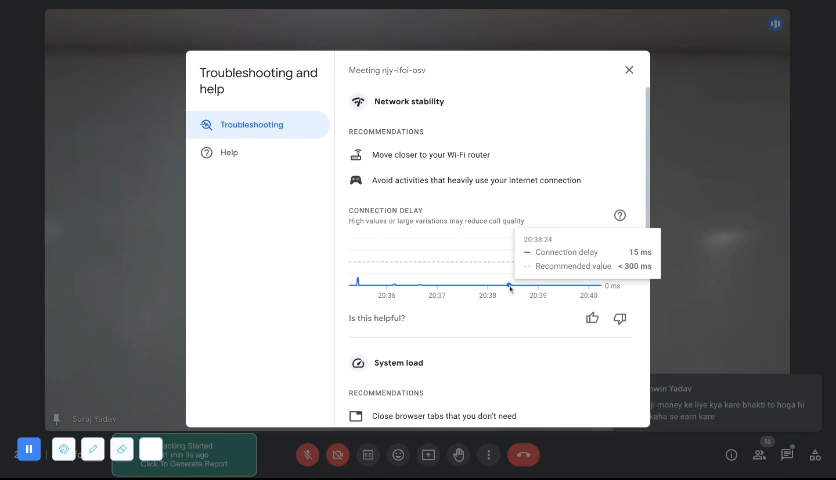 Troubleshooting and
help
Troubleshooting
Help
Meeting njy-ifoi-osv
Network stability
RECOMMENDATIONS
Move closer to your Wi-Fi router
Avoid activities that heavily use your Internet connection
CONNECTION DELAY
High values or large variations may reduce call quality
20:38:24
Connection delay 15 ms
Recommended value < 300 ms
0 ms
20:36 20:37 20:38 20:39 20:40
Is this helpful?
System load
RECOMMENDATIONS
Close browser tabs that you don't need
Suraj Yadav
Yadav
money ke liye kya kare bhakti to hoga hi
kaha se earn kare
Started
ago
Click To Generate Report
16